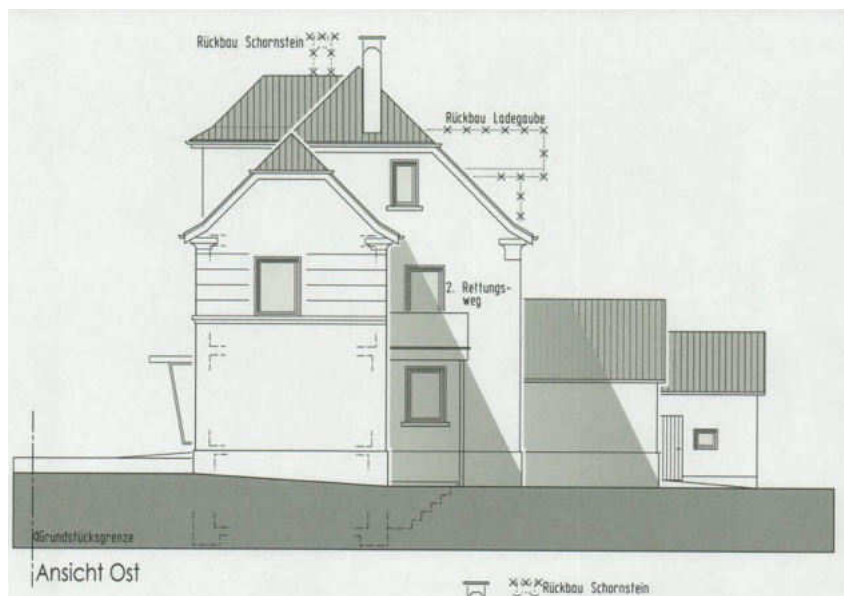 Rückbau Schornstein
Rückbau Ladegaube
2. Rettungs-
weg
Grundstücksgrenze
Ansicht Ost
Rückbau Schornstein